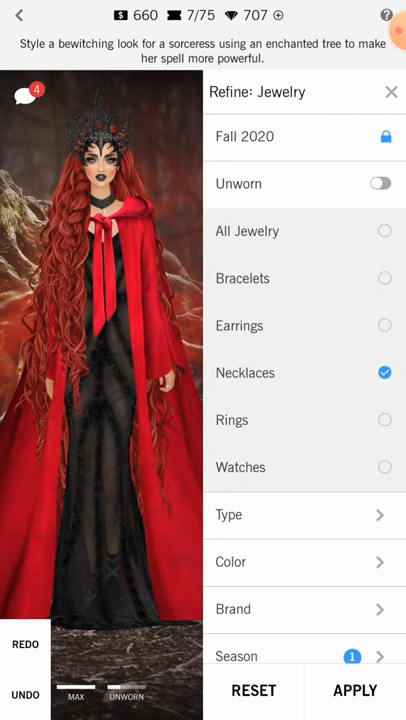 660 7/75 707
Style a bewitching look for a sorceress using an enchanted tree to make
her spell more powerful.
4
Refine: Jewelry
Fall 2020
Unworn
All Jewelry
Bracelets
Earrings
Necklaces
Rings
Watches
Type
Color
Brand
Season 1
REDO
UNDO
MAX
UNWORN
RESET
APPLY